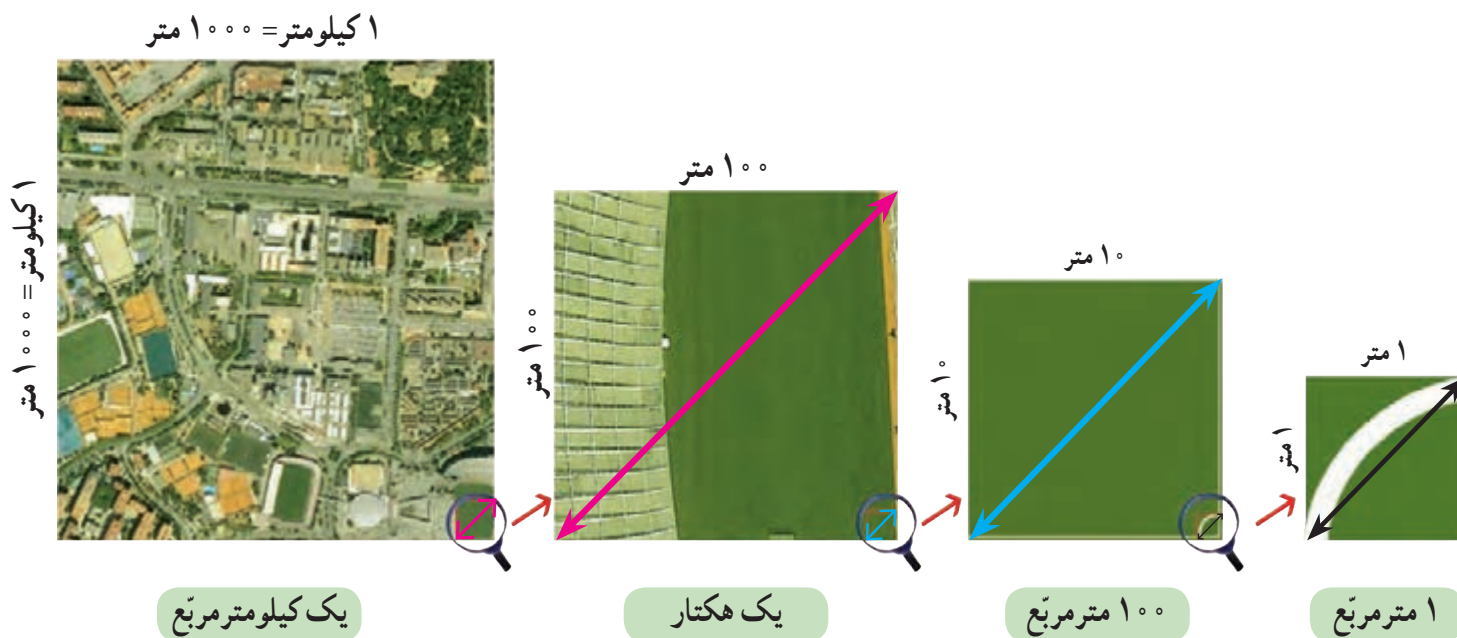 ۱ کیلومتر = ۱۰۰۰ متر
۱ کیلومتر = ۱۰۰۰ متر
۱۰۰ متر
۱۰۰ متر
۱۰ متر
۱۰ متر
۱ متر
۱ متر
یک کیلومترمربّع
یک هکتار
۱۰۰ مترمربّع
۱ مترمربّع